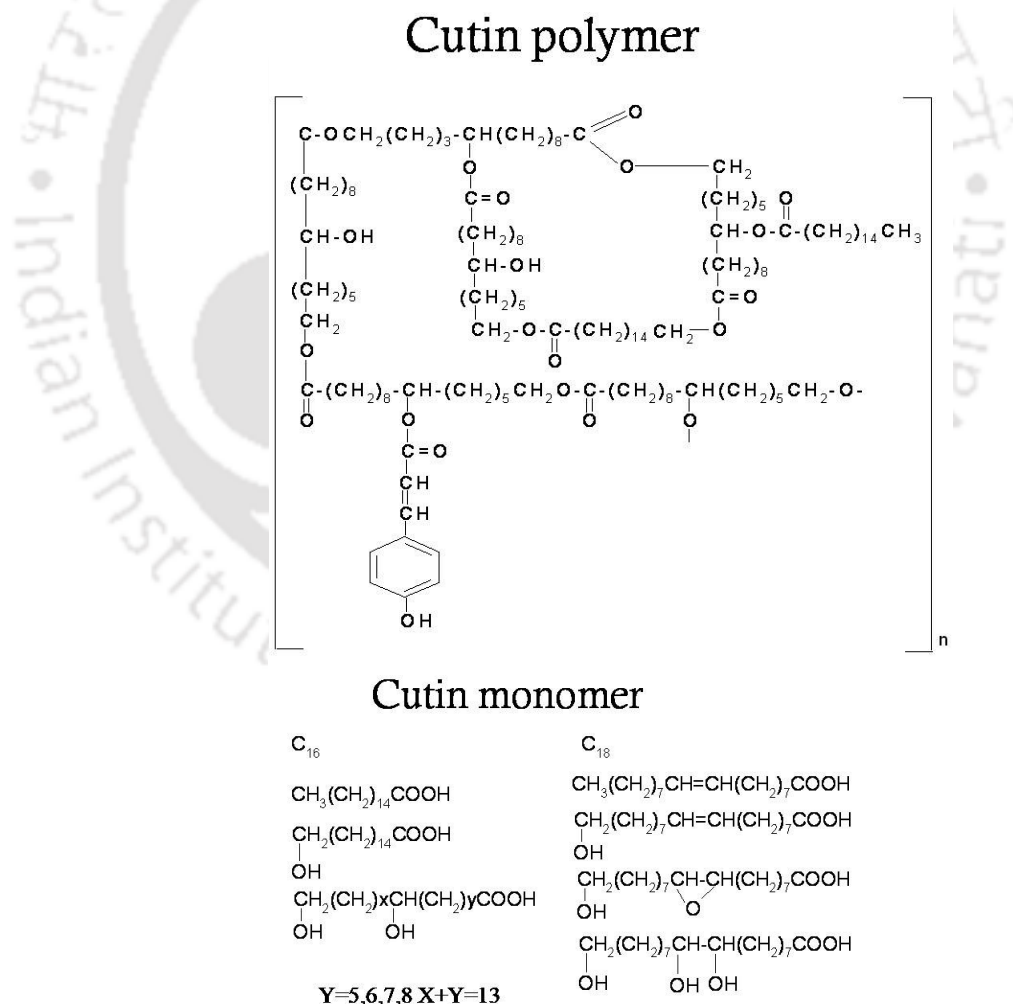 Cutin polymer
C-OCH₂(CH₂)₃-CH(CH₂)₈-C
O
O
O
CH₂
(CH₂)₈
C=O
(CH₂)₅ O
CH-OH
(CH₂)₈
CH-O-C-(CH₂)₁₄CH₃
CH-OH
(CH₂)₈
(CH₂)₅
(CH₂)₅
C=O
CH₂
CH₂-O-C-(CH₂)₁₄CH₂-O
O
O
C-(CH₂)₈-CH-(CH₂)₅CH₂O-C-(CH₂)₈-CH(CH₂)₅CH₂-O-
O O O O
C=O
CH
CH
OH
n
Cutin monomer
C₁₆
CH₃(CH₂)₁₄COOH
CH₂(CH₂)₁₄COOH
OH
CH₂(CH₂)xCH(CH₂)yCOOH
OH OH
Y=5,6,7,8 X+Y=13
C₁₈
CH₃(CH₂)₇CH=CH(CH₂)₇COOH
CH₂(CH₂)₇CH=CH(CH₂)₇COOH
OH
CH₂(CH₂)₇CH-CH(CH₂)₇COOH
OH O
CH₂(CH₂)₇CH-CH(CH₂)₇COOH
OH OH OH
Indian Institu